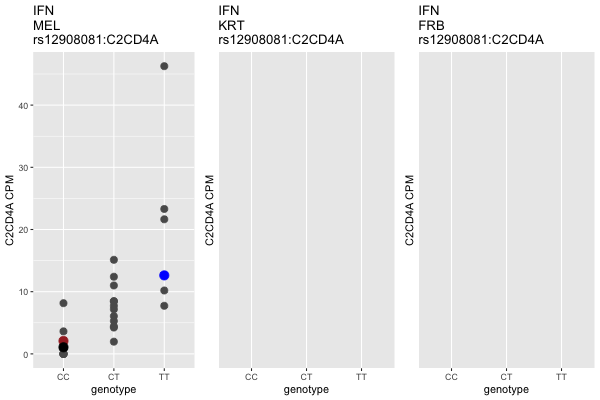 IFN
MEL
rs12908081:C2CD4A
IFN
KRT
rs12908081:C2CD4A
IFN
FRB
rs12908081:C2CD4A
C2CD4A CPM
40
30
20
10
0
CC CT TT
genotype
C2CD4A CPM
CC CT TT
genotype
C2CD4A CPM
CC CT TT
genotype